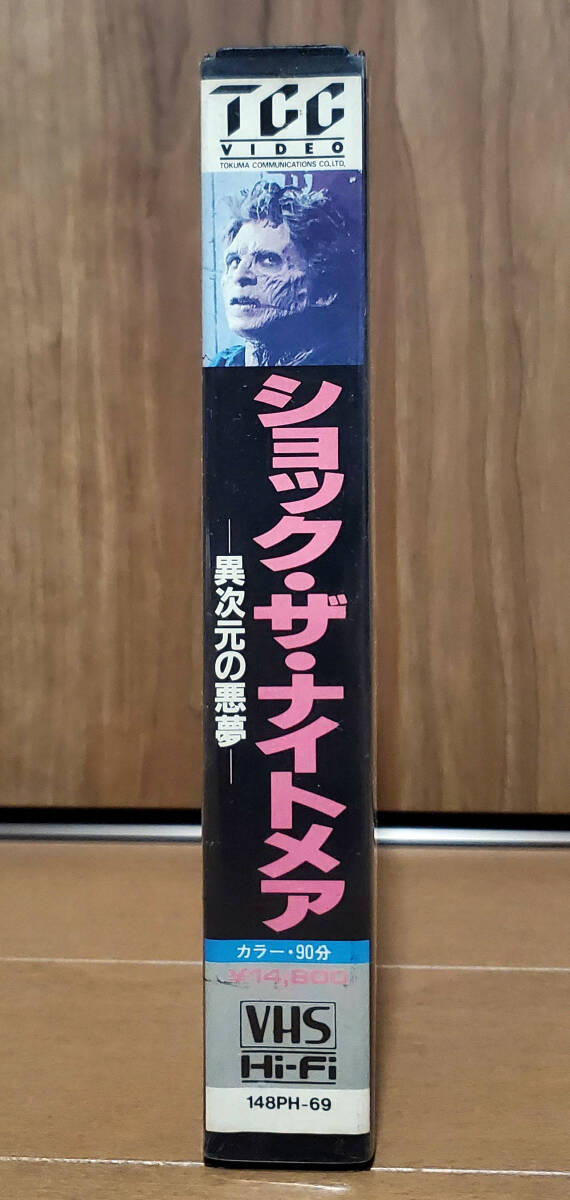 TCC
VIDEO
TOKUMA COMMUNICATIONS CO., LTD.
ショック・ザ・ナイトメア
―異次元の悪夢―
カラー・90分
¥14,800
VHS
Hi-Fi
148PH-69